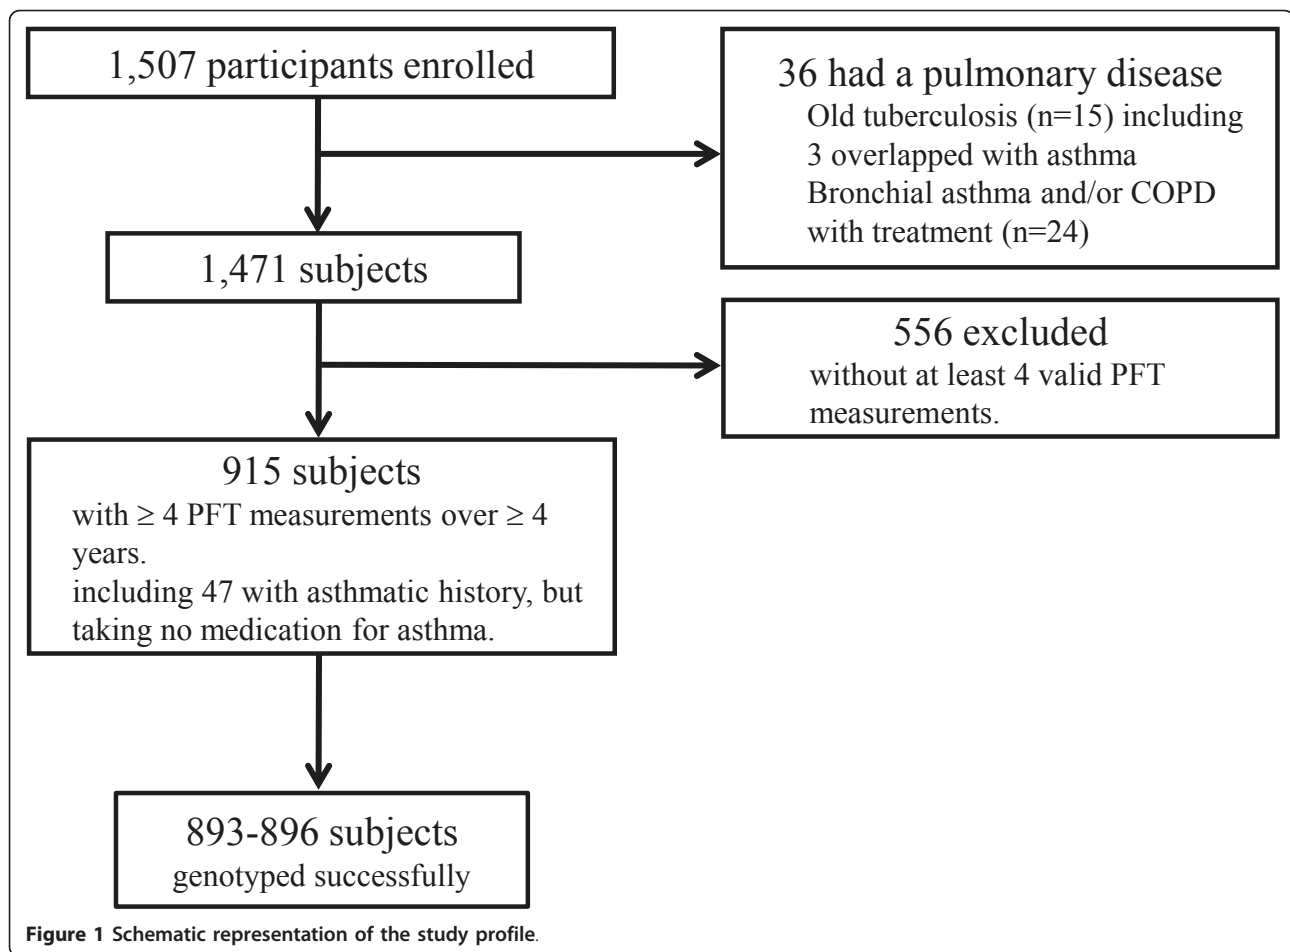 1,507 participants enrolled
36 had a pulmonary disease
Old tuberculosis (n=15) including
3 overlapped with asthma
Bronchial asthma and/or COPD
with treatment (n=24)
1,471 subjects
556 excluded
without at least 4 valid PFT
measurements.
915 subjects
with ≥ 4 PFT measurements over ≥ 4
years.
including 47 with asthmatic history, but
taking no medication for asthma.
893-896 subjects
genotyped successfully
Figure 1 Schematic representation of the study profile.